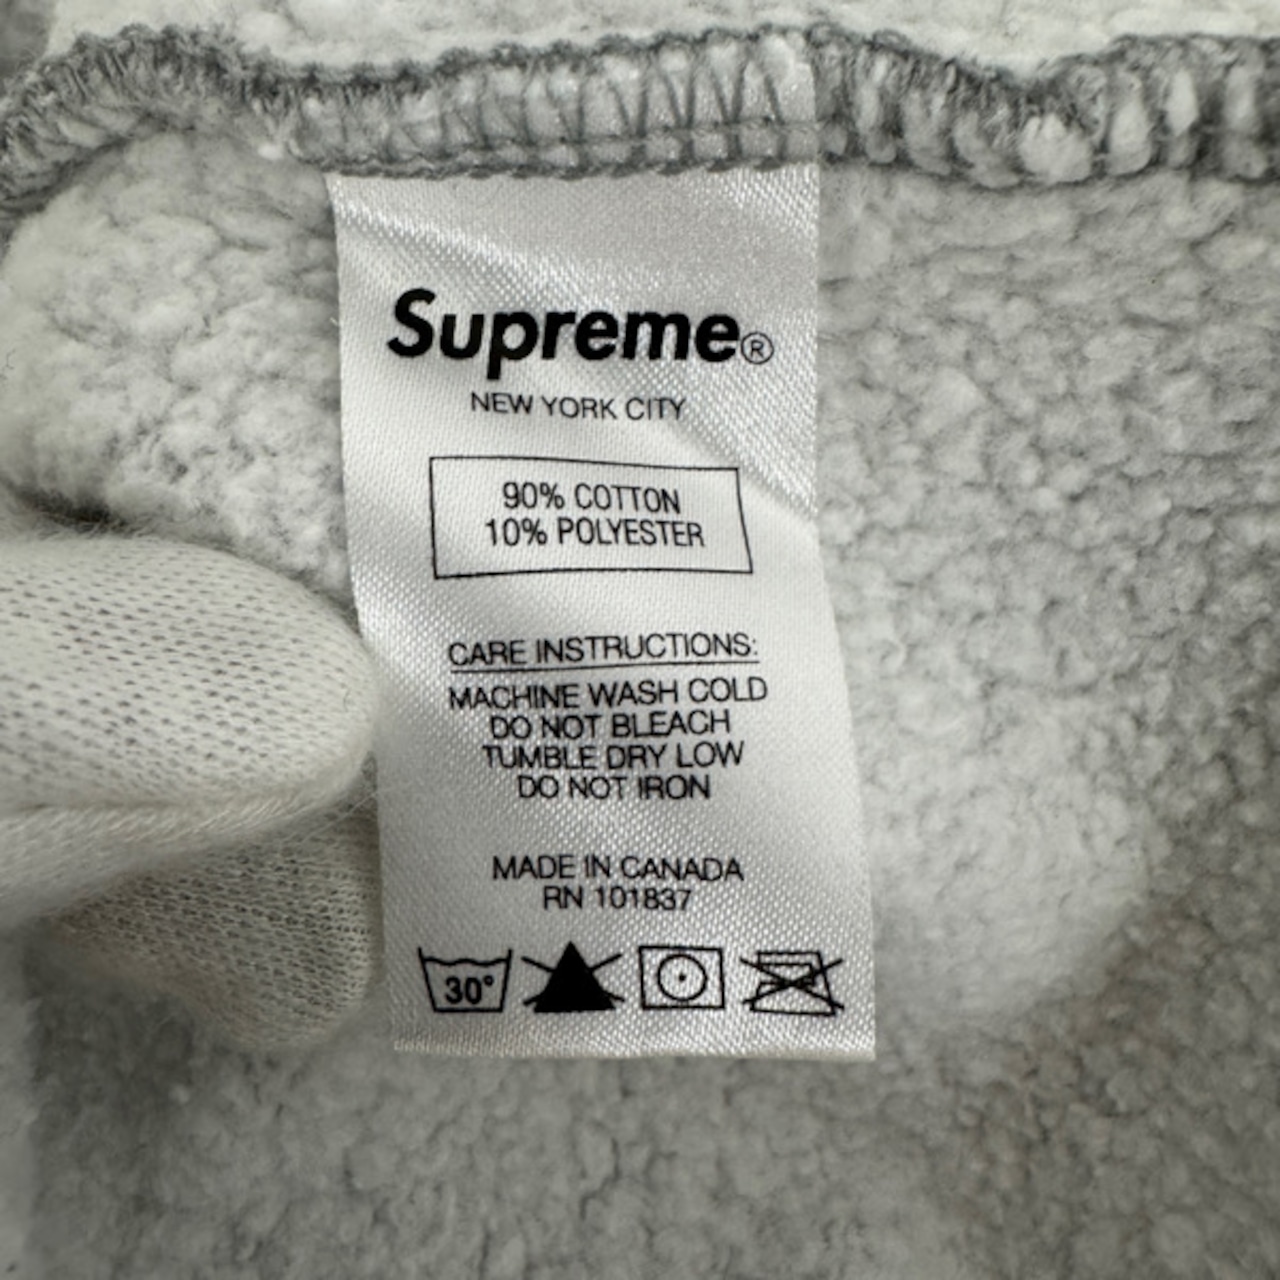 Supreme®
NEW YORK CITY
90% COTTON
10% POLYESTER
CARE INSTRUCTIONS:
MACHINE WASH COLD
DO NOT BLEACH
TUMBLE DRY LOW
DO NOT IRON
MADE IN CANADA
RN 101837
30°